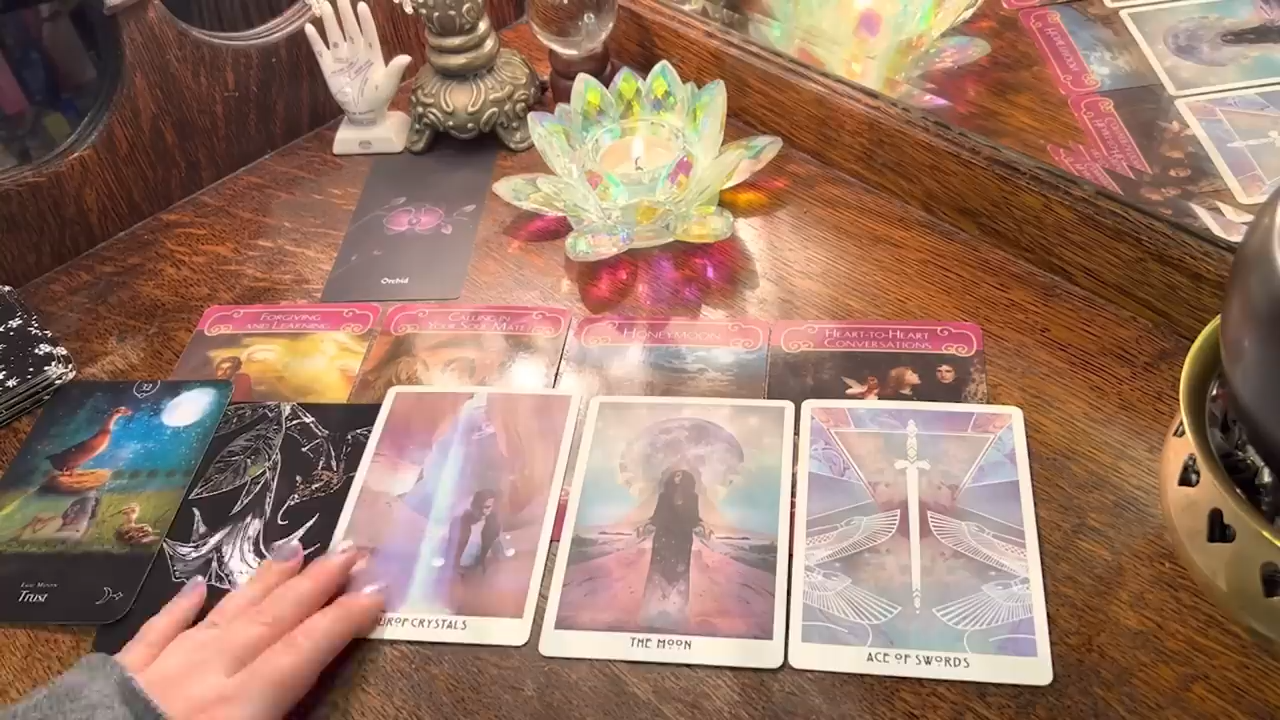 Orchid
FORGIVING
AND LEARNING
CALLING IN
YOUR SOUL MATE
HONEYMOON
HEART-TO-HEART
CONVERSATIONS
32
Trust
OF CRYSTALS
THE MOON
ACE OF SWORDS
HONEYMOON